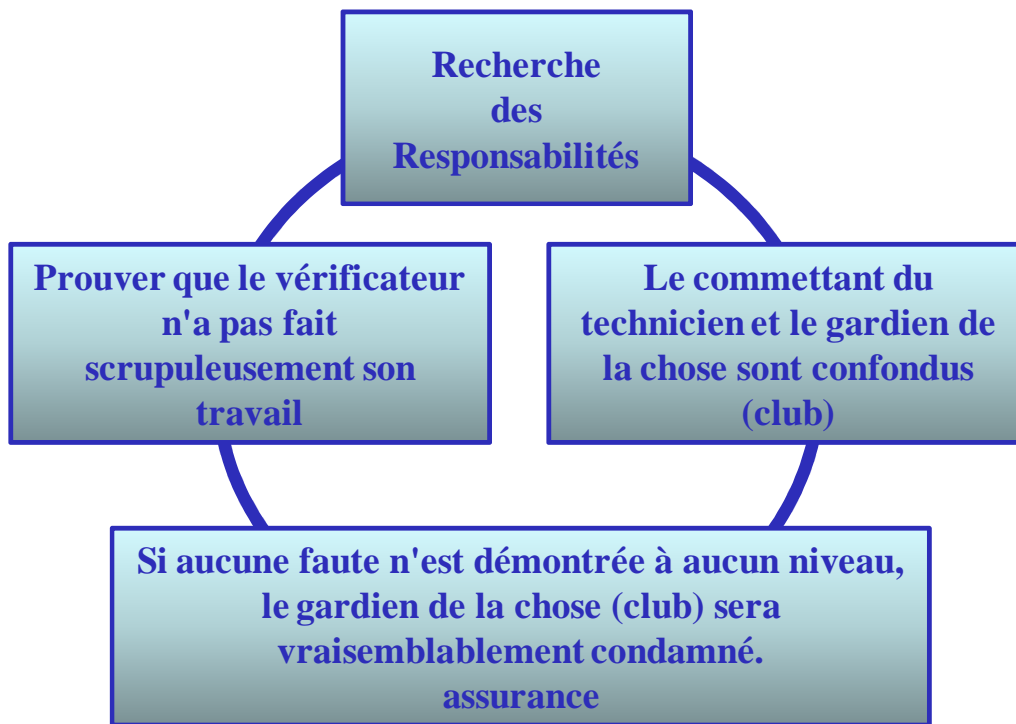 Recherche
des
Responsabilités
Prouver que le vérificateur
n'a pas fait
scrupuleusement son
travail
Le commettant du
technicien et le gardien de
la chose sont confondus
(club)
Si aucune faute n'est démontrée à aucun niveau,
le gardien de la chose (club) sera
vraisemblablement condamné.
assurance